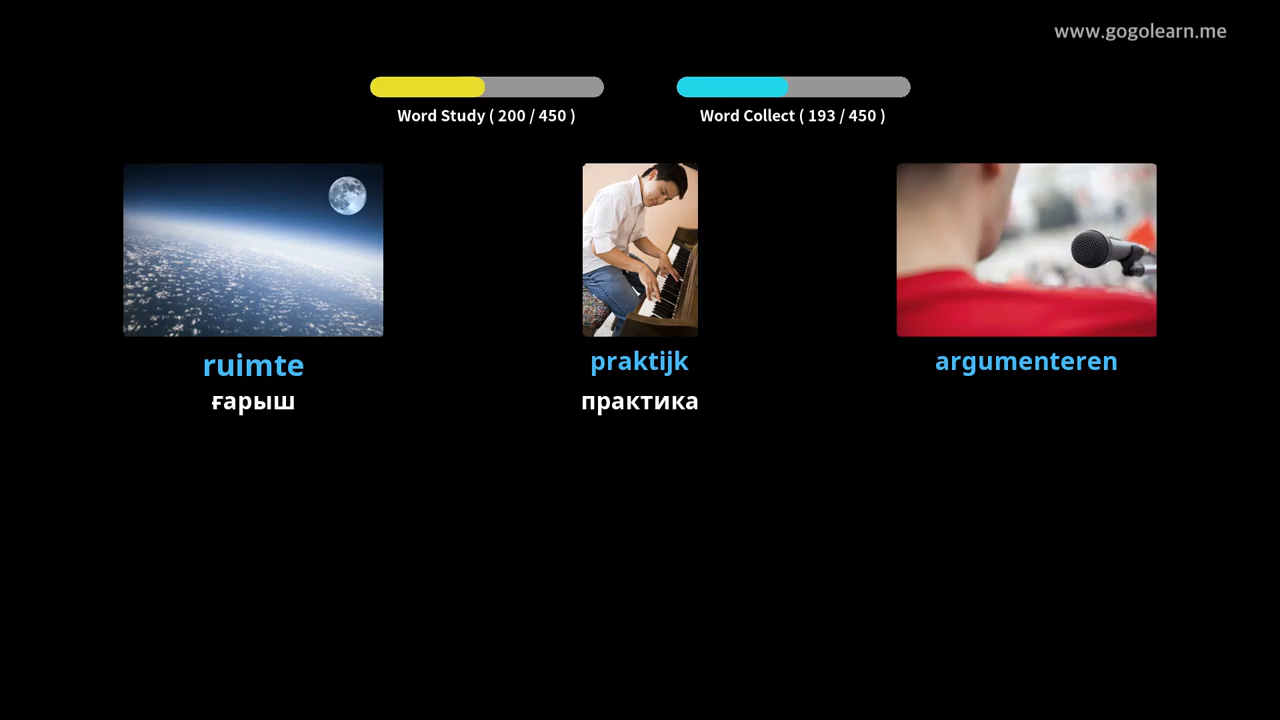 www.gogolearn.me
Word Study ( 200 / 450 )
Word Collect ( 193 / 450 )
ruimte
ғарыш
praktijk
практика
argumenteren